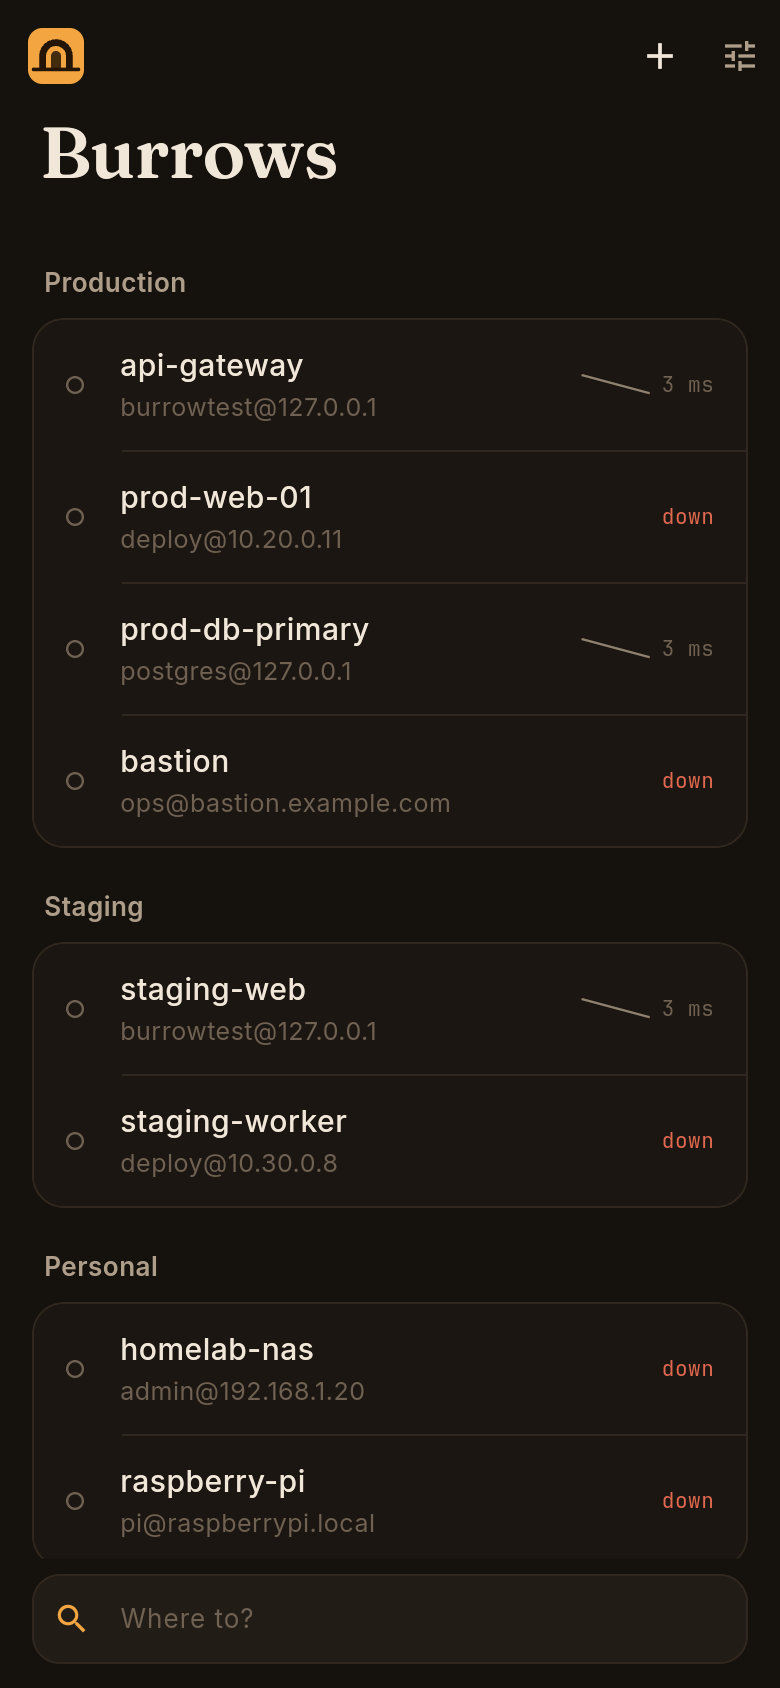 Burrows
Production
api-gateway
burrowtest@127.0.0.1
3 ms
prod-web-01
deploy@10.20.0.11
down
prod-db-primary
postgres@127.0.0.1
3 ms
bastion
ops@bastion.example.com
down
Staging
staging-web
burrowtest@127.0.0.1
3 ms
staging-worker
deploy@10.30.0.8
down
Personal
homelab-nas
admin@192.168.1.20
down
raspberry-pi
pi@raspberrypi.local
down
Where to?